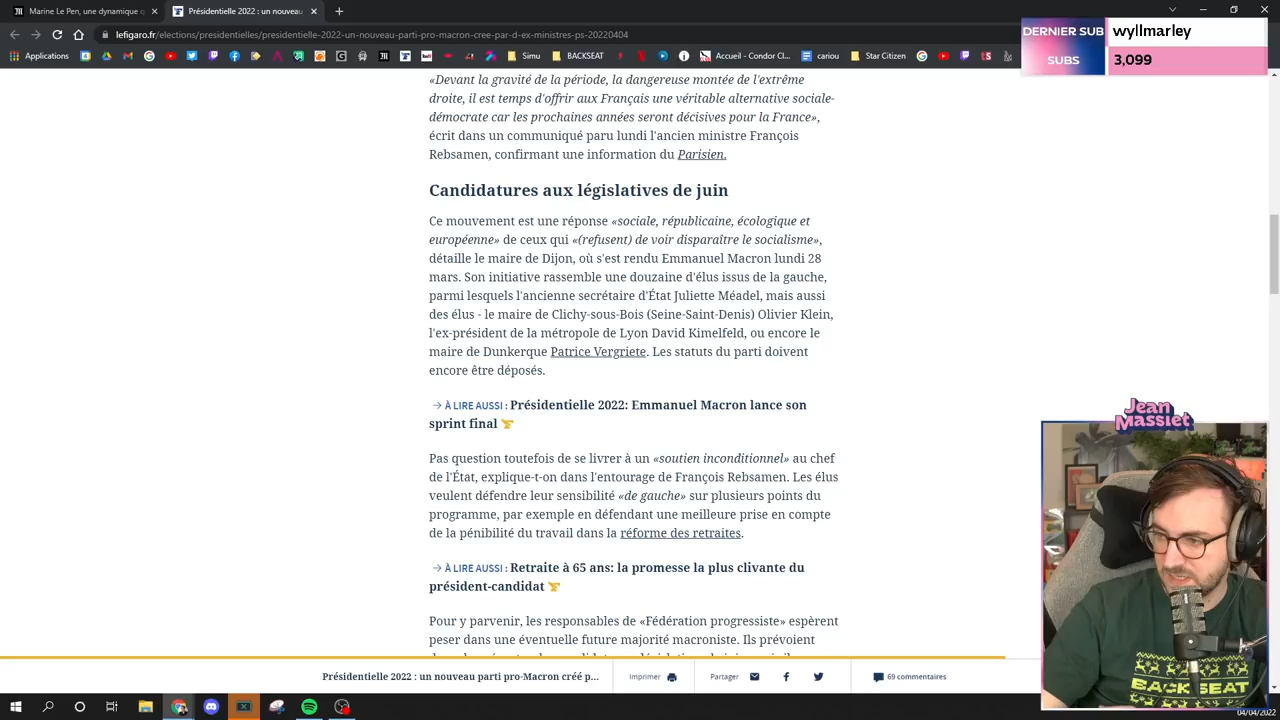 Marine Le Pen, une dynamique c
Présidentielle 2022 : un nouveau
lefigaro.fr/elections/presidentielles/presidentielle-2022-un-nouveau-parti-pro-macron-cree-par-d-ex-ministres-ps-20220404
Applications
Simu
BACKSEAT
Accueil - Condor Cl...
cariou
Star Citizen
DERNIER SUB
wyllmarley
SUBS
3,099
«Devant la gravité de la période, la dangereuse montée de l'extrême
droite, il est temps d'offrir aux Français une véritable alternative sociale-
démocrate car les prochaines années seront décisives pour la France»,
écrit dans un communiqué paru lundi l'ancien ministre François
Rebsamen, confirmant une information du Parisien.
Candidatures aux législatives de juin
Ce mouvement est une réponse «sociale, républicaine, écologique et
européenne» de ceux qui «(refusent) de voir disparaître le socialisme»,
détaille le maire de Dijon, où s'est rendu Emmanuel Macron lundi 28
mars. Son initiative rassemble une douzaine d'élus issus de la gauche,
parmi lesquels l'ancienne secrétaire d'État Juliette Méadel, mais aussi
des élus - le maire de Clichy-sous-Bois (Seine-Saint-Denis) Olivier Klein,
l'ex-président de la métropole de Lyon David Kimelfeld, ou encore le
maire de Dunkerque Patrice Vergriete. Les statuts du parti doivent
encore être déposés.
→ À LIRE AUSSI : Présidentielle 2022: Emmanuel Macron lance son
sprint final
Pas question toutefois de se livrer à un «soutien inconditionnel» au chef
de l'État, explique-t-on dans l'entourage de François Rebsamen. Les élus
veulent défendre leur sensibilité «de gauche» sur plusieurs points du
programme, par exemple en défendant une meilleure prise en compte
de la pénibilité du travail dans la réforme des retraites.
→ À LIRE AUSSI : Retraite à 65 ans: la promesse la plus clivante du
président-candidat
Pour y parvenir, les responsables de «Fédération progressiste» espèrent
peser dans une éventuelle future majorité macroniste. Ils prévoient
Présidentielle 2022 : un nouveau parti pro-Macron créé p...
Imprimer
Partager
69 commentaires
Jean
Massiet
BACKSEAT
04/04/2022